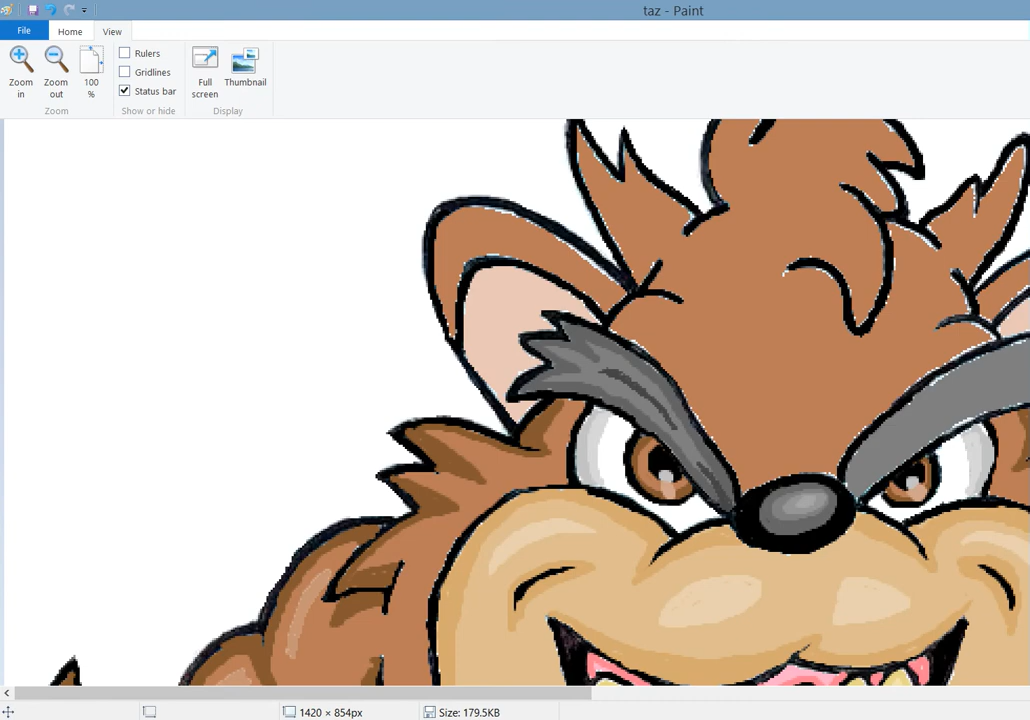 taz - Paint
File Home View
Zoom in
Zoom out
100 %
Rulers
Gridlines
Status bar
Full screen
Thumbnail
Zoom Show or hide Display
1420 × 854px Size: 179.5KB